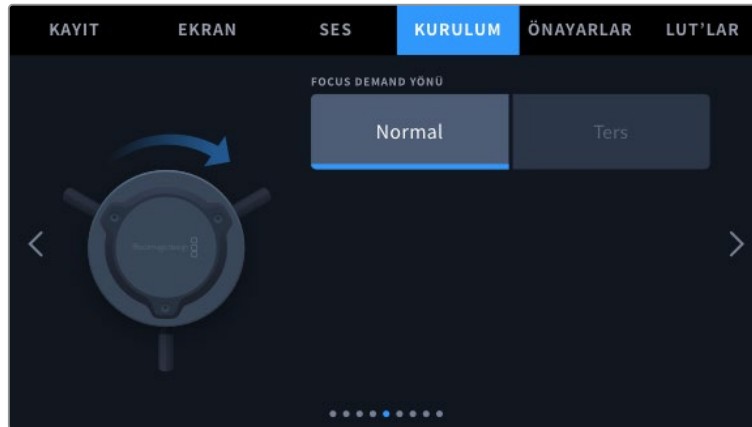 KAYIT EKRAN SES KURULUM ÖNAYARLAR LUT’LAR
FOCUS DEMAND YÖNÜ
Normal Ters